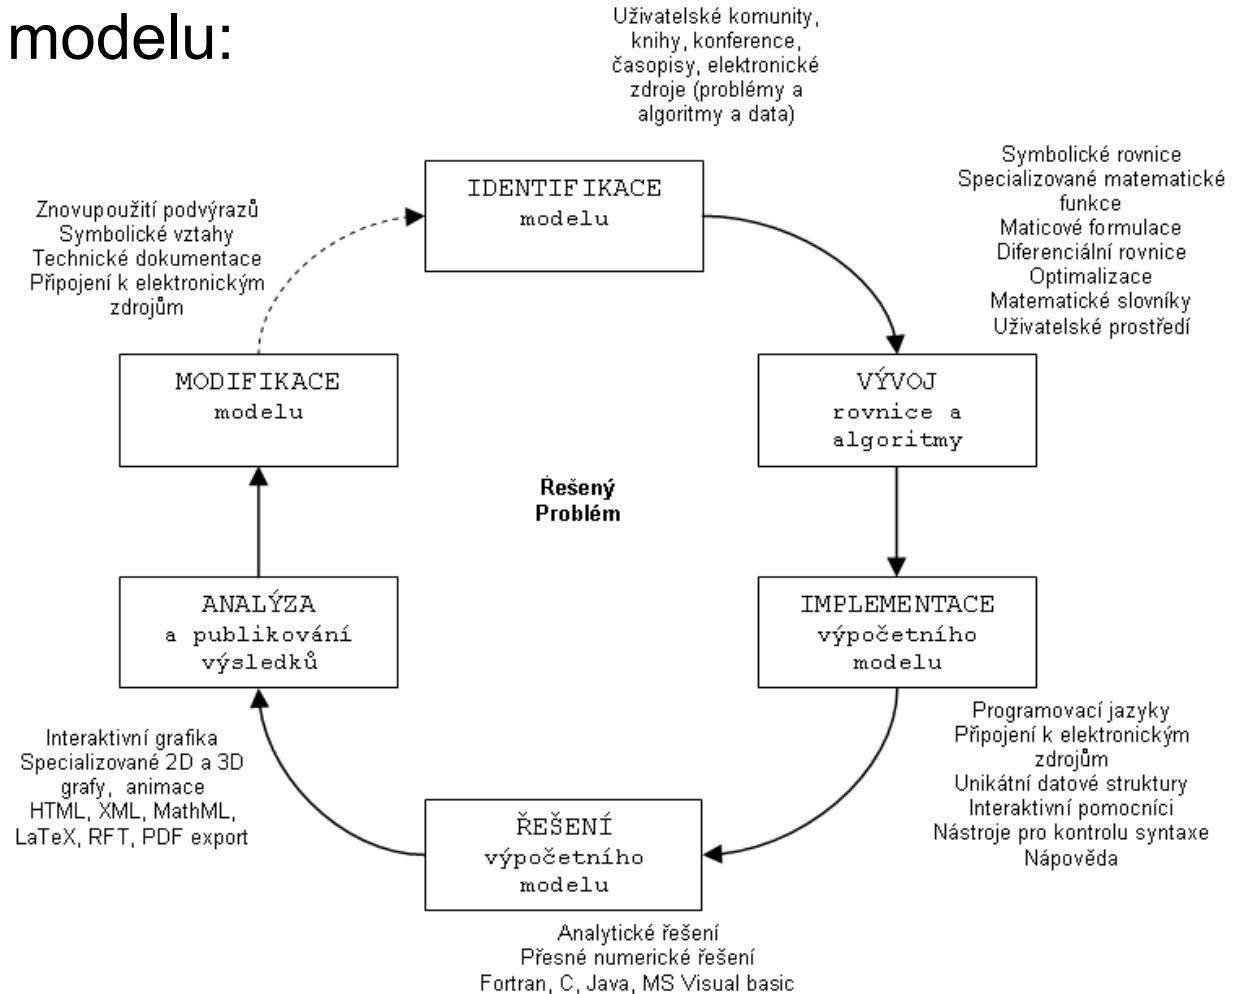 modelu:
Uživatelské komunity,
knihy, konference,
časopisy, elektronické
zdroje (problémy a
algoritmy a data)
IDENTIFIKACE
modelu
Symbolické rovnice
Specializované matematické
funkce
Maticové formulace
Diferenciální rovnice
Optimalizace
Matematické slovníky
Uživatelské prostředí
Znovupoužití podvýrazů
Symbolické vztahy
Technické dokumentace
Připojení k elektronickým
zdrojům
MODIFIKACE
modelu
VÝVOJ
rovnice a
algoritmy
Řešený
Problém
ANALÝZA
a publikování
výsledků
IMPLEMENTACE
výpočetního
modelu
Interaktivní grafika
Specializované 2D a 3D
grafy, animace
HTML, XML, MathML,
LaTeX, RFT, PDF export
Programovací jazyky
Připojení k elektronickým
zdrojům
Unikátní datové struktury
Interaktivní pomocníci
Nástroje pro kontrolu syntaxe
Nápověda
ŘEŠENÍ
výpočetního
modelu
Analytické řešení
Přesné numerické řešení
Fortran, C, Java, MS Visual basic